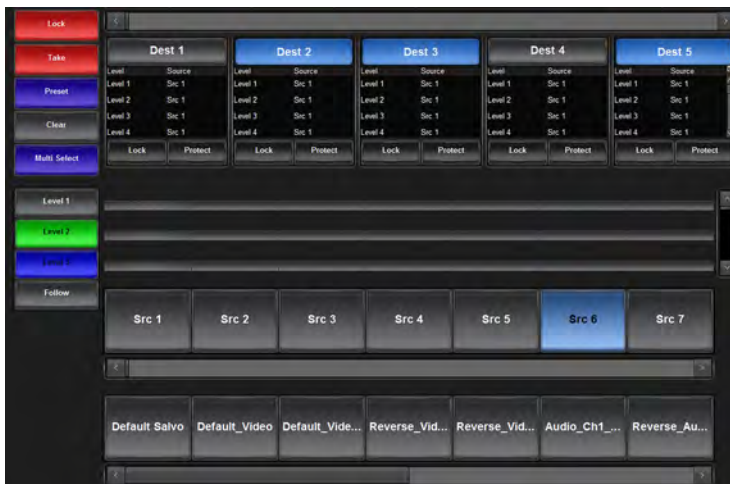 Lock
Take
Preset
Clear
Multi Select
Level 1
Level 2
Follow
Dest 1 Dest 2 Dest 3 Dest 4 Dest 5
Level Source Level Source Level Source Level Source Level Source
Level 1 Src 1 Level 1 Src 1 Level 1 Src 1 Level 1 Src 1 Level 1 Src 1
Level 2 Src 1 Level 2 Src 1 Level 2 Src 1 Level 2 Src 1 Level 2 Src 1
Level 3 Src 1 Level 3 Src 1 Level 3 Src 1 Level 3 Src 1 Level 3 Src 1
Level 4 Src 1 Level 4 Src 1 Level 4 Src 1 Level 4 Src 1 Level 4 Src 1
Lock Protect Lock Protect Lock Protect Lock Protect Lock Protect
Src 1 Src 2 Src 3 Src 4 Src 5 Src 6 Src 7
Default Salvo Default_Video Default_Vide... Reverse_Vid... Reverse_Vid... Audio_Ch1_... Reverse_Au...